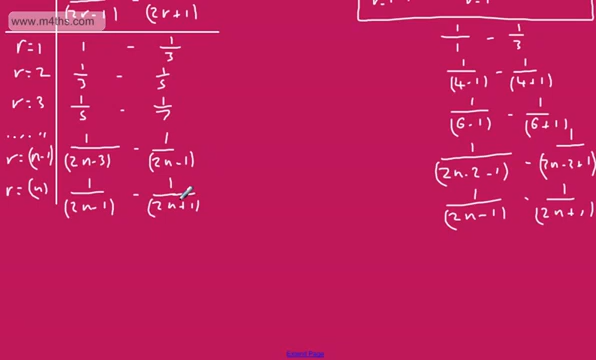 www.m4ths.com
(2r-1) (2r+1)
r=1 1 - 1/3
r=2 1/3 - 1/5
r=3 1/5 - 1/7
r=(n-1) 1/(2n-3) - 1/(2n-1)
r=(n) 1/(2n-1) - 1/(2n+1)
r=1 r=1
1/1 - 1/3
1/(4-1) - 1/(4+1)
1/(6-1) - 1/(6+1)
1/(2n-2-1) - 1/(2n-2+1)
1/(2n-1) - 1/(2n+1)